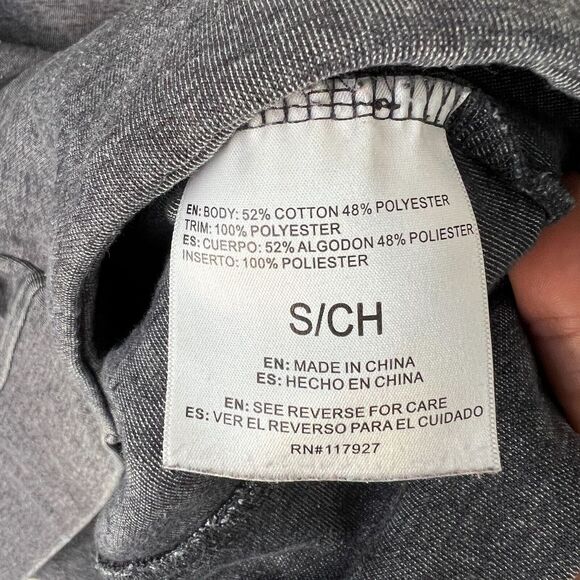 EN: BODY: 52% COTTON 48% POLYESTER
TRIM: 100% POLYESTER
ES: CUERPO: 52% ALGODON 48% POLIESTER
INSERTO: 100% POLIESTER
S/CH
EN: MADE IN CHINA
ES: HECHO EN CHINA
EN: SEE REVERSE FOR CARE
ES: VER EL REVERSO PARA EL CUIDADO
RN#117927